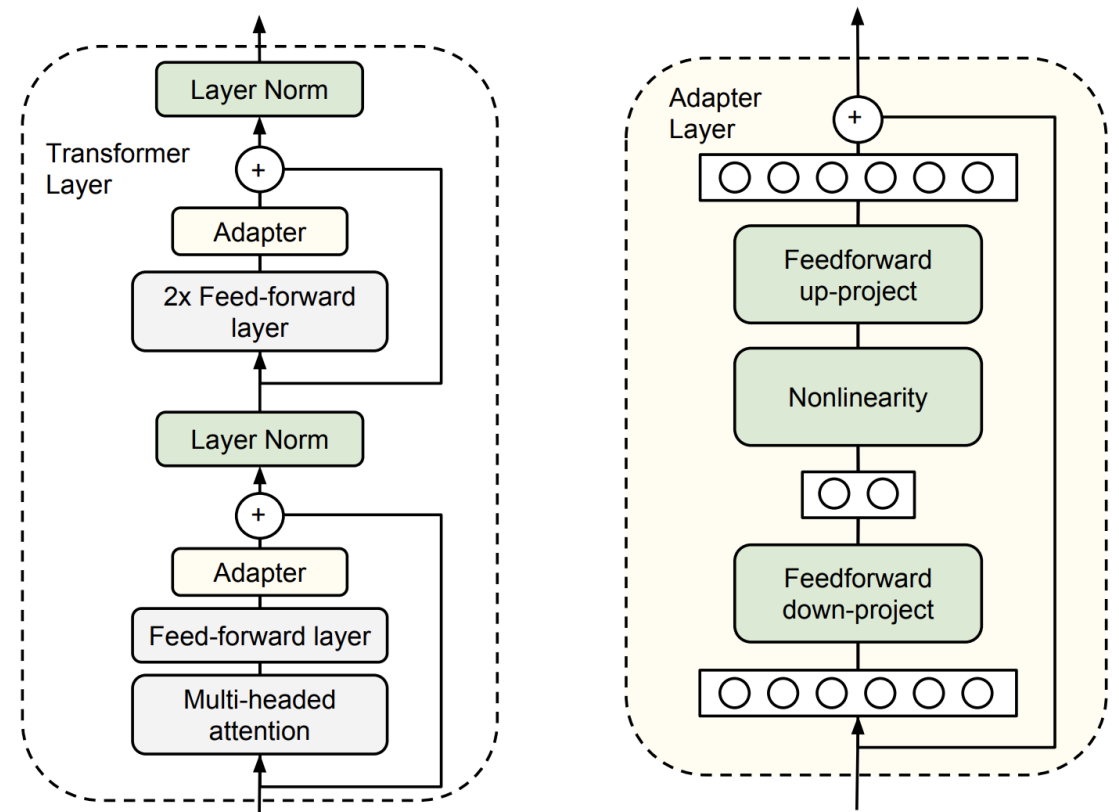 Layer Norm
Transformer
Layer
+
Adapter
2x Feed-forward
layer
Layer Norm
+
Adapter
Feed-forward layer
Multi-headed
attention
Adapter
Layer
+
Feedforward
up-project
Nonlinearity
Feedforward
down-project